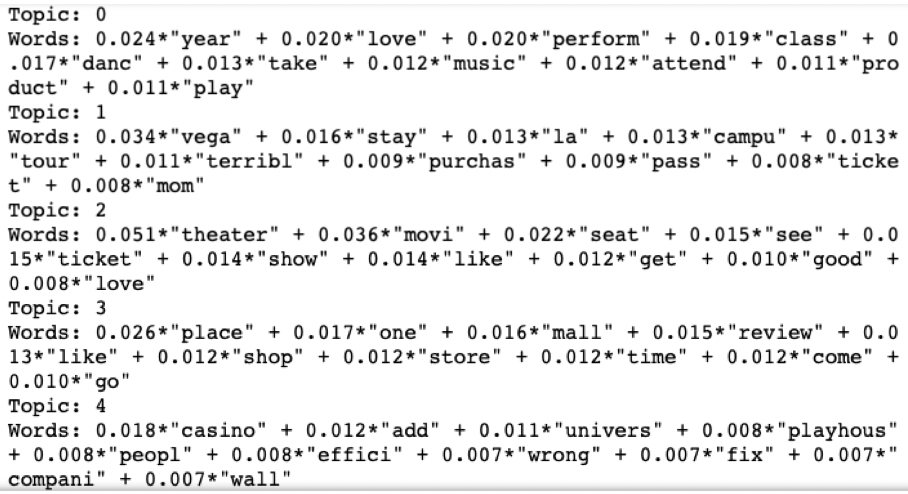 Topic: 0
Words: 0.024*"year" + 0.020*"love" + 0.020*"perform" + 0.019*"class" + 0
.017*"danc" + 0.013*"take" + 0.012*"music" + 0.012*"attend" + 0.011*"pro
duct" + 0.011*"play"
Topic: 1
Words: 0.034*"vega" + 0.016*"stay" + 0.013*"la" + 0.013*"campu" + 0.013*
"tour" + 0.011*"terribl" + 0.009*"purchas" + 0.009*"pass" + 0.008*"ticke
t" + 0.008*"mom"
Topic: 2
Words: 0.051*"theater" + 0.036*"movi" + 0.022*"seat" + 0.015*"see" + 0.0
15*"ticket" + 0.014*"show" + 0.014*"like" + 0.012*"get" + 0.010*"good" +
0.008*"love"
Topic: 3
Words: 0.026*"place" + 0.017*"one" + 0.016*"mall" + 0.015*"review" + 0.0
13*"like" + 0.012*"shop" + 0.012*"store" + 0.012*"time" + 0.012*"come" +
0.010*"go"
Topic: 4
Words: 0.018*"casino" + 0.012*"add" + 0.011*"univers" + 0.008*"playhous"
+ 0.008*"peopl" + 0.008*"effici" + 0.007*"wrong" + 0.007*"fix" + 0.007*"
compani" + 0.007*"wall"